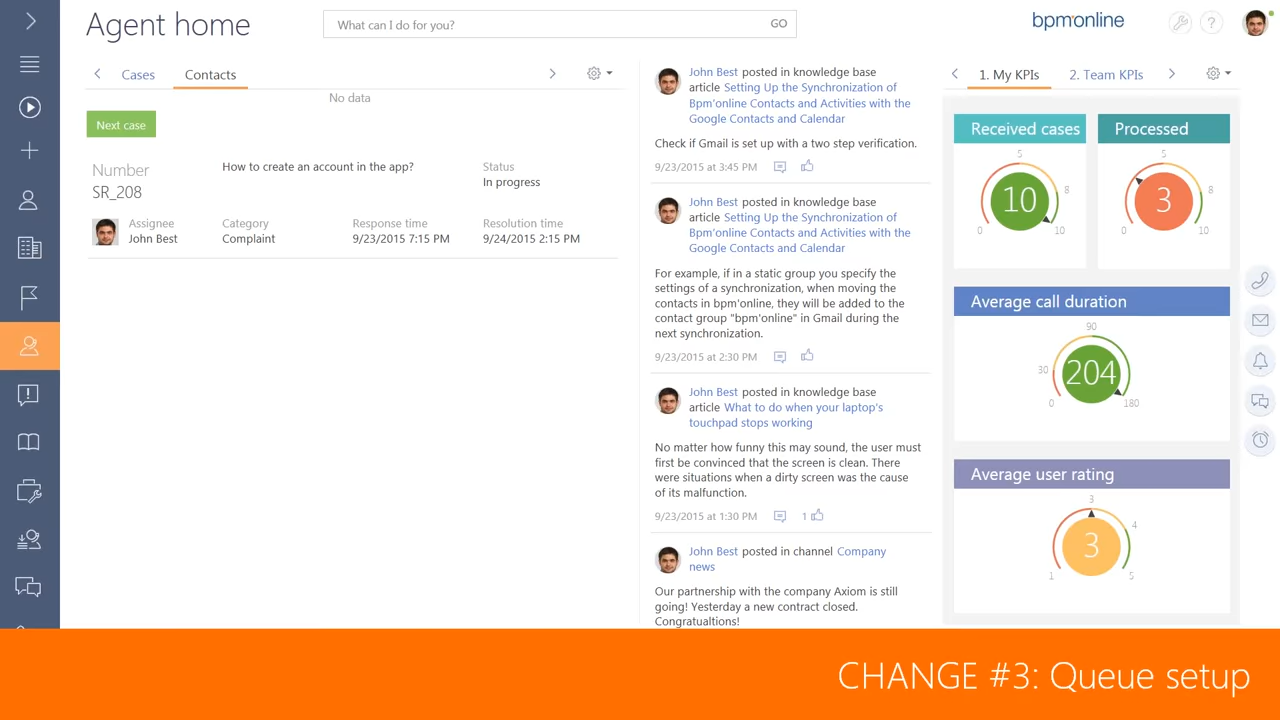 Agent home
What can I do for you?
GO
bpm'online
?
Cases
Contacts
No data
Next case
Number
SR_208
How to create an account in the app?
Status
In progress
Assignee
John Best
Category
Complaint
Response time
9/23/2015 7:15 PM
Resolution time
9/24/2015 2:15 PM
John Best posted in knowledge base
article Setting Up the Synchronization of
Bpm'online Contacts and Activities with the
Google Contacts and Calendar
Check if Gmail is set up with a two step verification.
9/23/2015 at 3:45 PM
John Best posted in knowledge base
article Setting Up the Synchronization of
Bpm'online Contacts and Activities with the
Google Contacts and Calendar
For example, if in a static group you specify the
settings of a synchronization, when moving the
contacts in bpm'online, they will be added to the
contact group "bpm'online" in Gmail during the
next synchronization.
9/23/2015 at 2:30 PM
John Best posted in knowledge base
article What to do when your laptop's
touchpad stops working
No matter how funny this may sound, the user must
first be convinced that the screen is clean. There
were situations when a dirty screen was the cause
of its malfunction.
9/23/2015 at 1:30 PM
1
John Best posted in channel Company
news
Our partnership with the company Axiom is still
going! Yesterday a new contract closed.
Congratualtions!
1. My KPIs
2. Team KPIs
Received cases
5
8
10
0
10
Processed
5
8
3
0
10
Average call duration
90
30
204
0
180
Average user rating
3
4
3
1
5
CHANGE #3: Queue setup